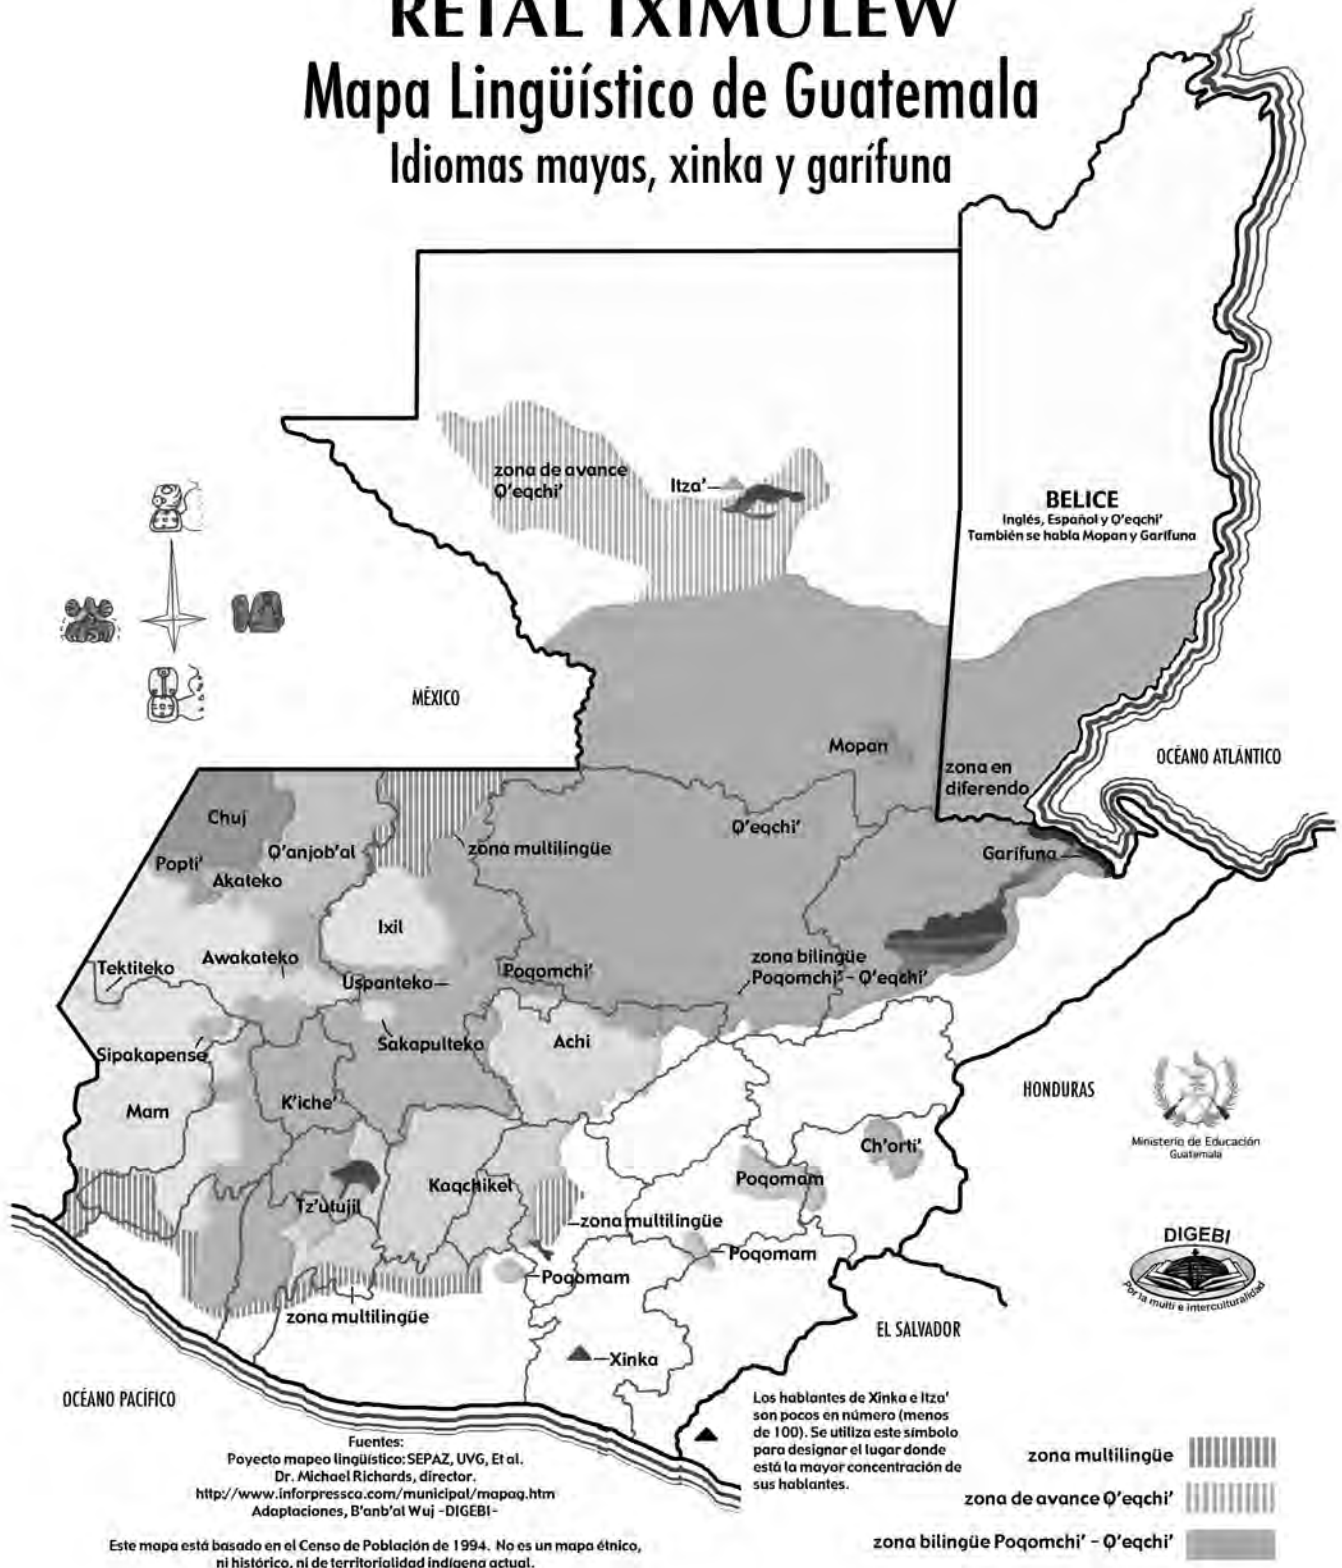 RETAL IXIMULEW
Mapa Lingüístico de Guatemala
Idiomas mayas, xinka y garífuna
zona de avance
Q'eqchi'
Itza'
BELICE
Inglés, Español y Q'eqchi'
También se habla Mopan y Garífuna
MÉXICO
Mopan
OCÉANO ATLÁNTICO
zona en
diferendo
Chuj
Q'eqchi'
Popti'
Q'anjob'al
zona multilingüe
Garífuna
Akateko
Ixil
Tektiteko
Awakateko
Uspanteko
Poqomchi'
zona bilingüe
Poqomchi' - Q'eqchi'
Sipakapense
Sakapulteko
Achi
Mam
K'iche'
HONDURAS
Ministerio de Educación
Guatemala
Ch'orti'
Tz'utujil
Kaqchikel
Poqomam
zona multilingüe
Poqomam
Poqomam
DIGEBI
Por la multi e interculturalidad
zona multilingüe
EL SALVADOR
Xinka
OCÉANO PACÍFICO
Los hablantes de Xinka e Itza'
son pocos en número (menos
de 100). Se utiliza este símbolo
para designar el lugar donde
está la mayor concentración de
sus hablantes.
Fuentes:
Poyecto mapeo lingüístico: SEPAZ, UVG, Et al.
Dr. Michael Richards, director.
http://www.inforpressca.com/municipal/mapag.htm
Adaptaciones, B'anb'al Wuj -DIGEBI-
Este mapa está basado en el Censo de Población de 1994. No es un mapa étnico,
ni histórico, ni de territorialidad indígena actual.
zona multilingüe
zona de avance Q'eqchi'
zona bilingüe Poqomchi' - Q'eqchi'